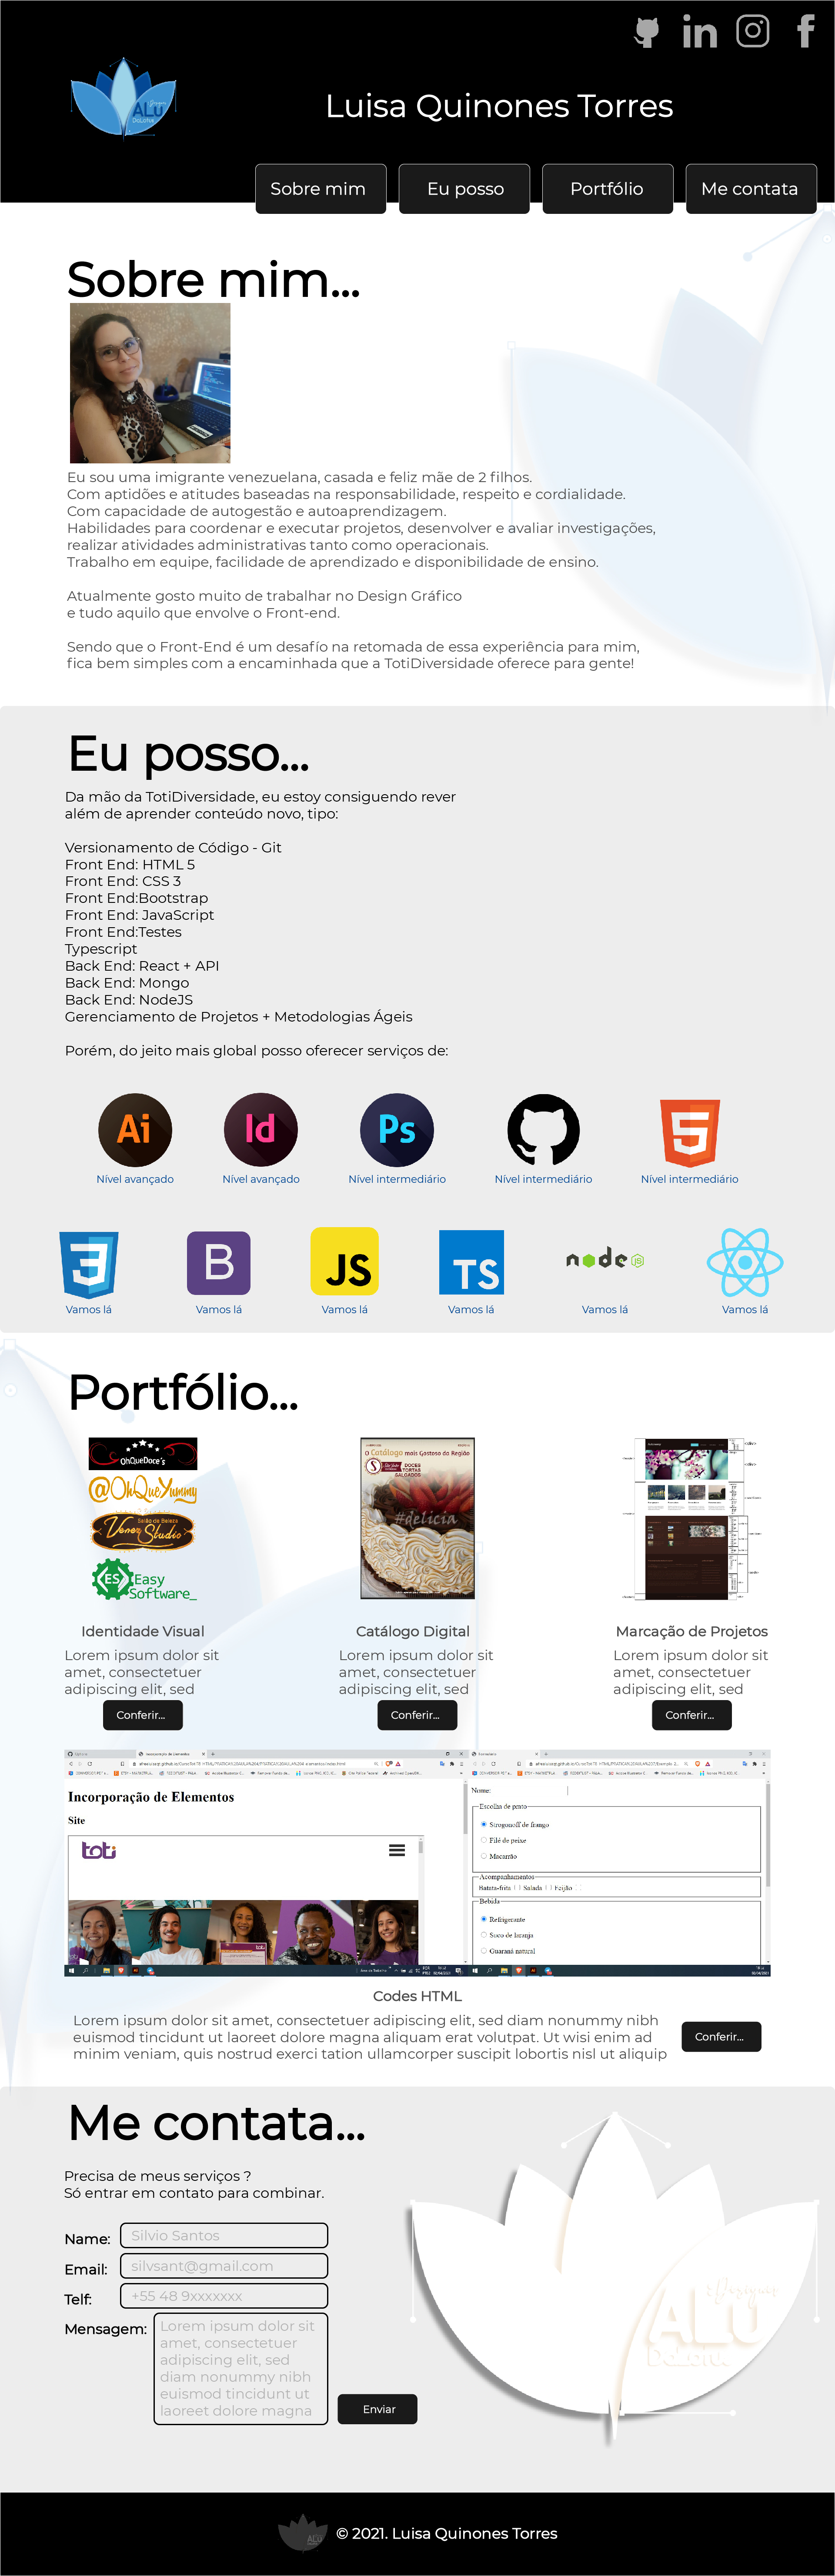 Designer
ALU
DaLotus
Luisa Quinones Torres
Sobre mim
Eu posso
Portfólio
Me contata
Sobre mim...
Eu sou uma imigrante venezuelana, casada e feliz mãe de 2 filhos.
Com aptidões e atitudes baseadas na responsabilidade, respeito e cordialidade.
Com capacidade de autogestão e autoaprendizagem.
Habilidades para coordenar e executar projetos, desenvolver e avaliar investigações,
realizar atividades administrativas tanto como operacionais.
Trabalho em equipe, facilidade de aprendizado e disponibilidade de ensino.
Atualmente gosto muito de trabalhar no Design Gráfico
e tudo aquilo que envolve o Front-end.
Sendo que o Front-End é um desafío na retomada de essa experiência para mim,
fica bem simples com a encaminhada que a TotiDiversidade oferece para gente!
Eu posso...
Da mão da TotiDiversidade, eu estoy consiguendo rever
além de aprender conteúdo novo, tipo:
Versionamento de Código - Git
Front End: HTML 5
Front End: CSS 3
Front End:Bootstrap
Front End: JavaScript
Front End:Testes
Typescript
Back End: React + API
Back End: Mongo
Back End: NodeJS
Gerenciamento de Projetos + Metodologias Ágeis
Porém, do jeito mais global posso oferecer serviços de:
Ai
Id
Ps
5
Nível avançado
Nível avançado
Nível intermediário
Nível intermediário
Nível intermediário
3
B
JS
TS
node JS
Vamos lá
Vamos lá
Vamos lá
Vamos lá
Vamos lá
Vamos lá
Portfólio...
OhQueDoce´s
@OhQueYummy
Salão de Beleza
Studio
ES Easy
Software_
O Catálogo mais Gostoso da Região
DOCES
TORTAS
SALGADOS
#delicia
Identidade Visual
Lorem ipsum dolor sit
amet, consectetuer
adipiscing elit, sed
Conferir...
Catálogo Digital
Lorem ipsum dolor sit
amet, consectetuer
adipiscing elit, sed
Conferir...
Marcação de Projetos
Lorem ipsum dolor sit
amet, consectetuer
adipiscing elit, sed
Conferir...
Incorporação de Elementos
Site
toti
Nome:
Escolha de prato
Strogonoff de frango
Filé de peixe
Macarrão
Acompanhamentos
Batata-frita
Salada
Feijão
Bebida
Refrigerante
Suco de laranja
Guaraná natural
Codes HTML
Lorem ipsum dolor sit amet, consectetuer adipiscing elit, sed diam nonummy nibh
euismod tincidunt ut laoreet dolore magna aliquam erat volutpat. Ut wisi enim ad
minim veniam, quis nostrud exerci tation ullamcorper suscipit lobortis nisl ut aliquip
Conferir...
Me contata...
Precisa de meus serviços ?
Só entrar em contato para combinar.
Name: Silvio Santos
Email: silvsant@gmail.com
Telf: +55 48 9xxxxxxx
Mensagem: Lorem ipsum dolor sit
amet, consectetuer
adipiscing elit, sed
diam nonummy nibh
euismod tincidunt ut
laoreet dolore magna
Enviar
Designer
ALU
DaLotus
ALU
© 2021. Luisa Quinones Torres